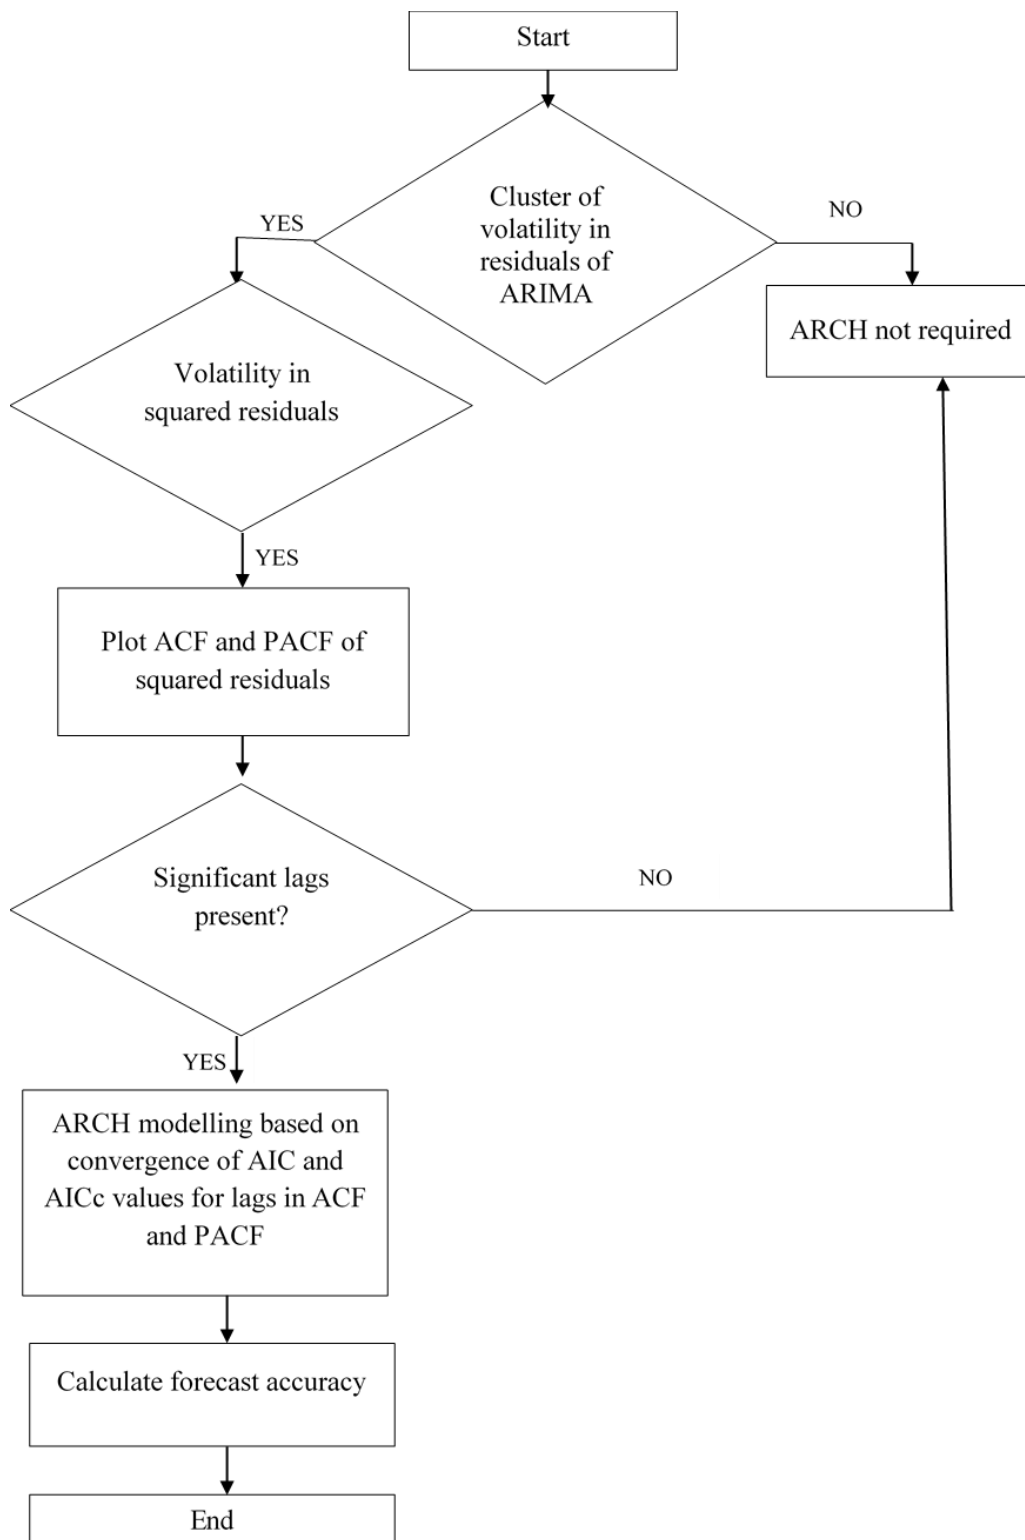 Start
Cluster of
volatility in
residuals of
ARIMA
YES
NO
ARCH not required
Volatility in
squared residuals
YES
Plot ACF and PACF of
squared residuals
Significant lags
present?
NO
YES
ARCH modelling based on
convergence of AIC and
AICc values for lags in ACF
and PACF
Calculate forecast accuracy
End